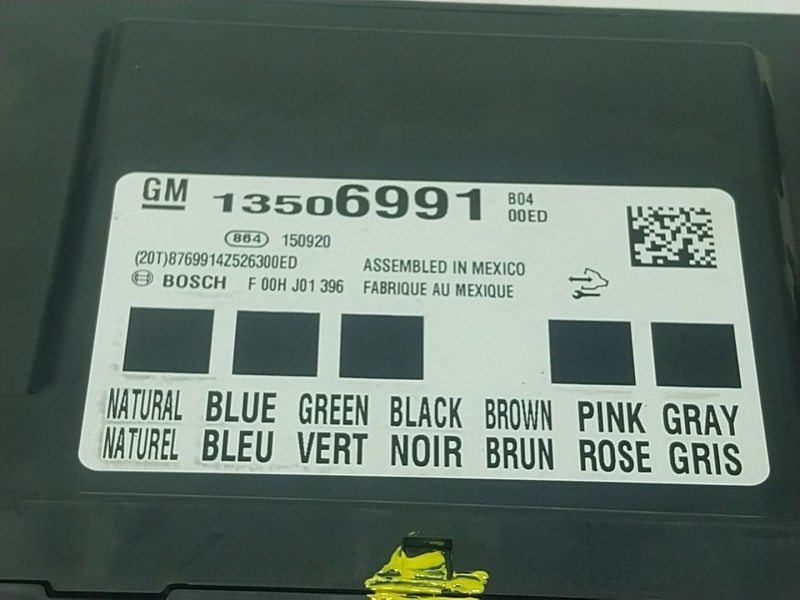 GM 13506991 B04
00ED
864 150920
(20T)8769914Z526300ED
BOSCH F 00H J01 396
ASSEMBLED IN MEXICO
FABRIQUE AU MEXIQUE
NATURAL BLUE GREEN BLACK BROWN PINK GRAY
NATUREL BLEU VERT NOIR BRUN ROSE GRIS